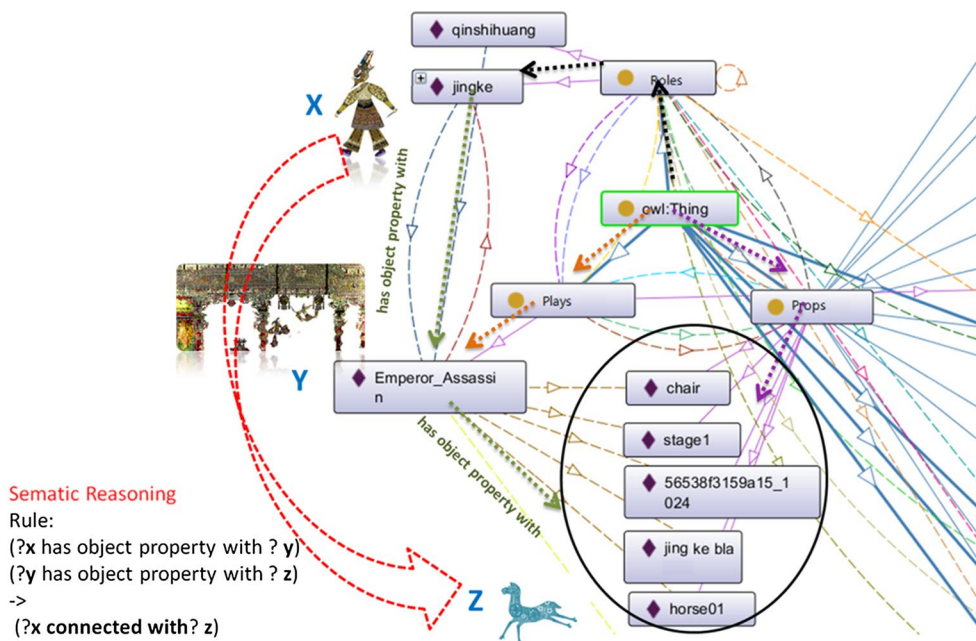 qinshihuang
jingke
Roles
X
owl:Thing
has object property with
Plays
Props
Y
Emperor_Assassi
n
chair
has object property with
stage1
56538f3159a15_1
024
jing ke bla
horse01
Z
Sematic Reasoning
Rule:
(?x has object property with ? y)
(?y has object property with ? z)
->
(?x connected with? z)